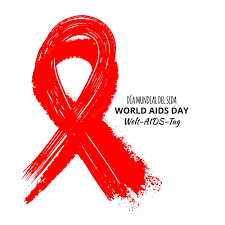 DÍA MUNDIAL DEL SIDA
WORLD AIDS DAY
Welt-AIDS-Tag